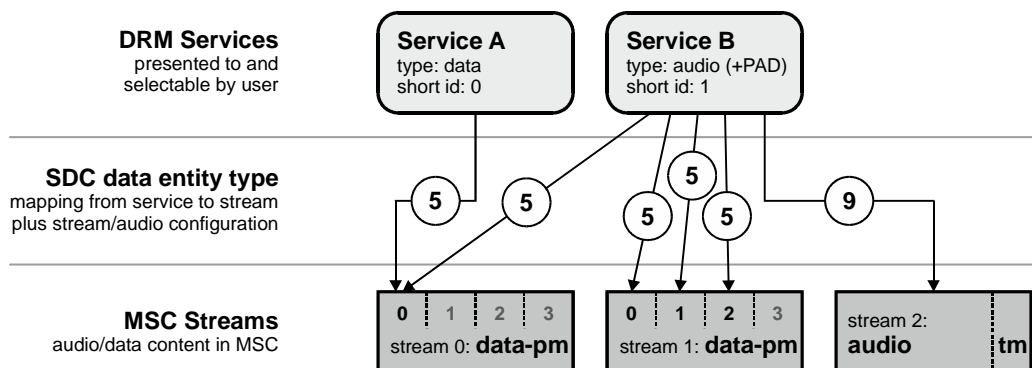 DRM Services
presented to and
selectable by user
Service A
type: data
short id: 0
Service B
type: audio (+PAD)
short id: 1
SDC data entity type
mapping from service to stream
plus stream/audio configuration
5
5
5
5
5
9
MSC Streams
audio/data content in MSC
0 1 2 3
stream 0: data-pm
0 1 2 3
stream 1: data-pm
stream 2:
audio
tm